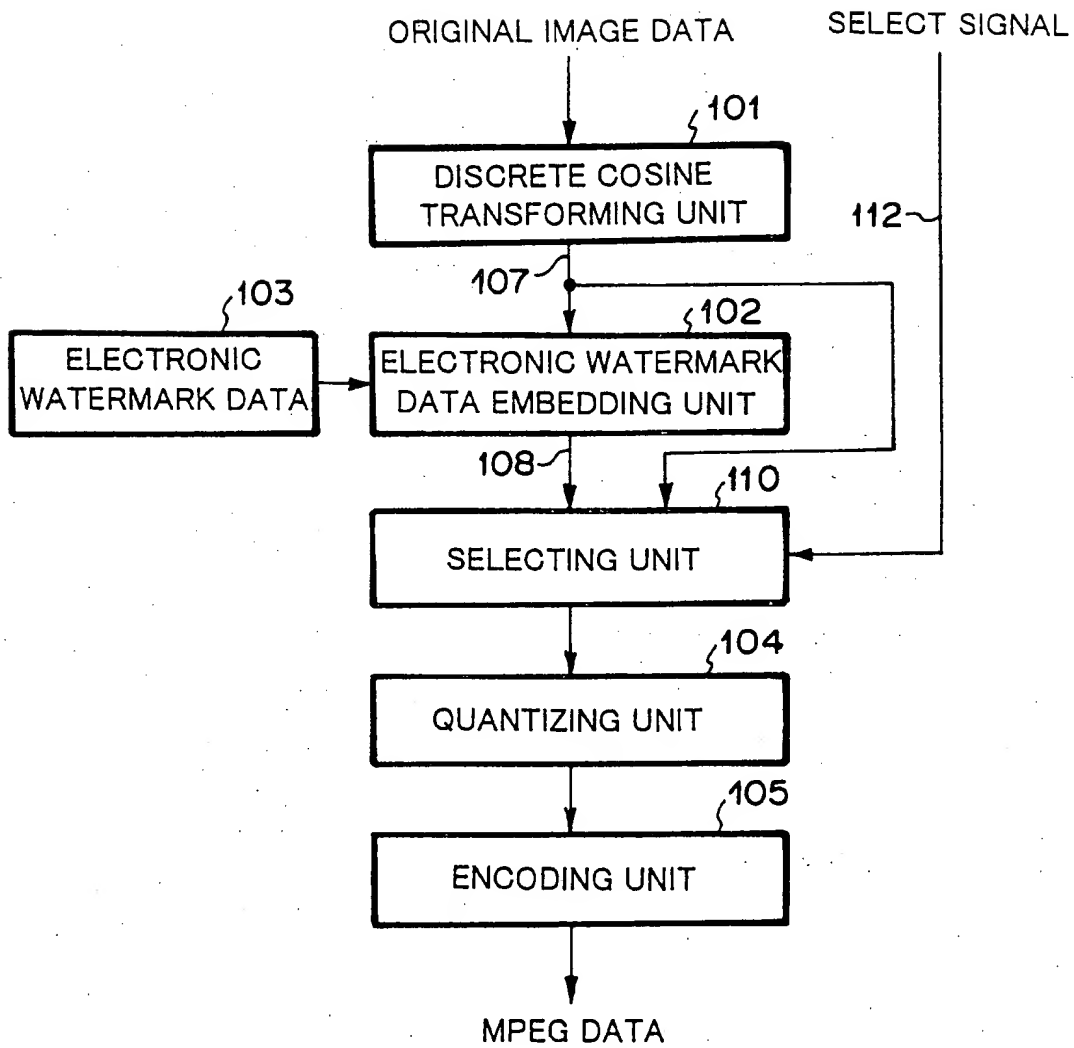 ORIGINAL IMAGE DATA
SELECT SIGNAL
101
DISCRETE COSINE
TRANSFORMING UNIT
112
107
103
102
ELECTRONIC
WATERMARK DATA
ELECTRONIC WATERMARK
DATA EMBEDDING UNIT
108
110
SELECTING UNIT
104
QUANTIZING UNIT
105
ENCODING UNIT
MPEG DATA